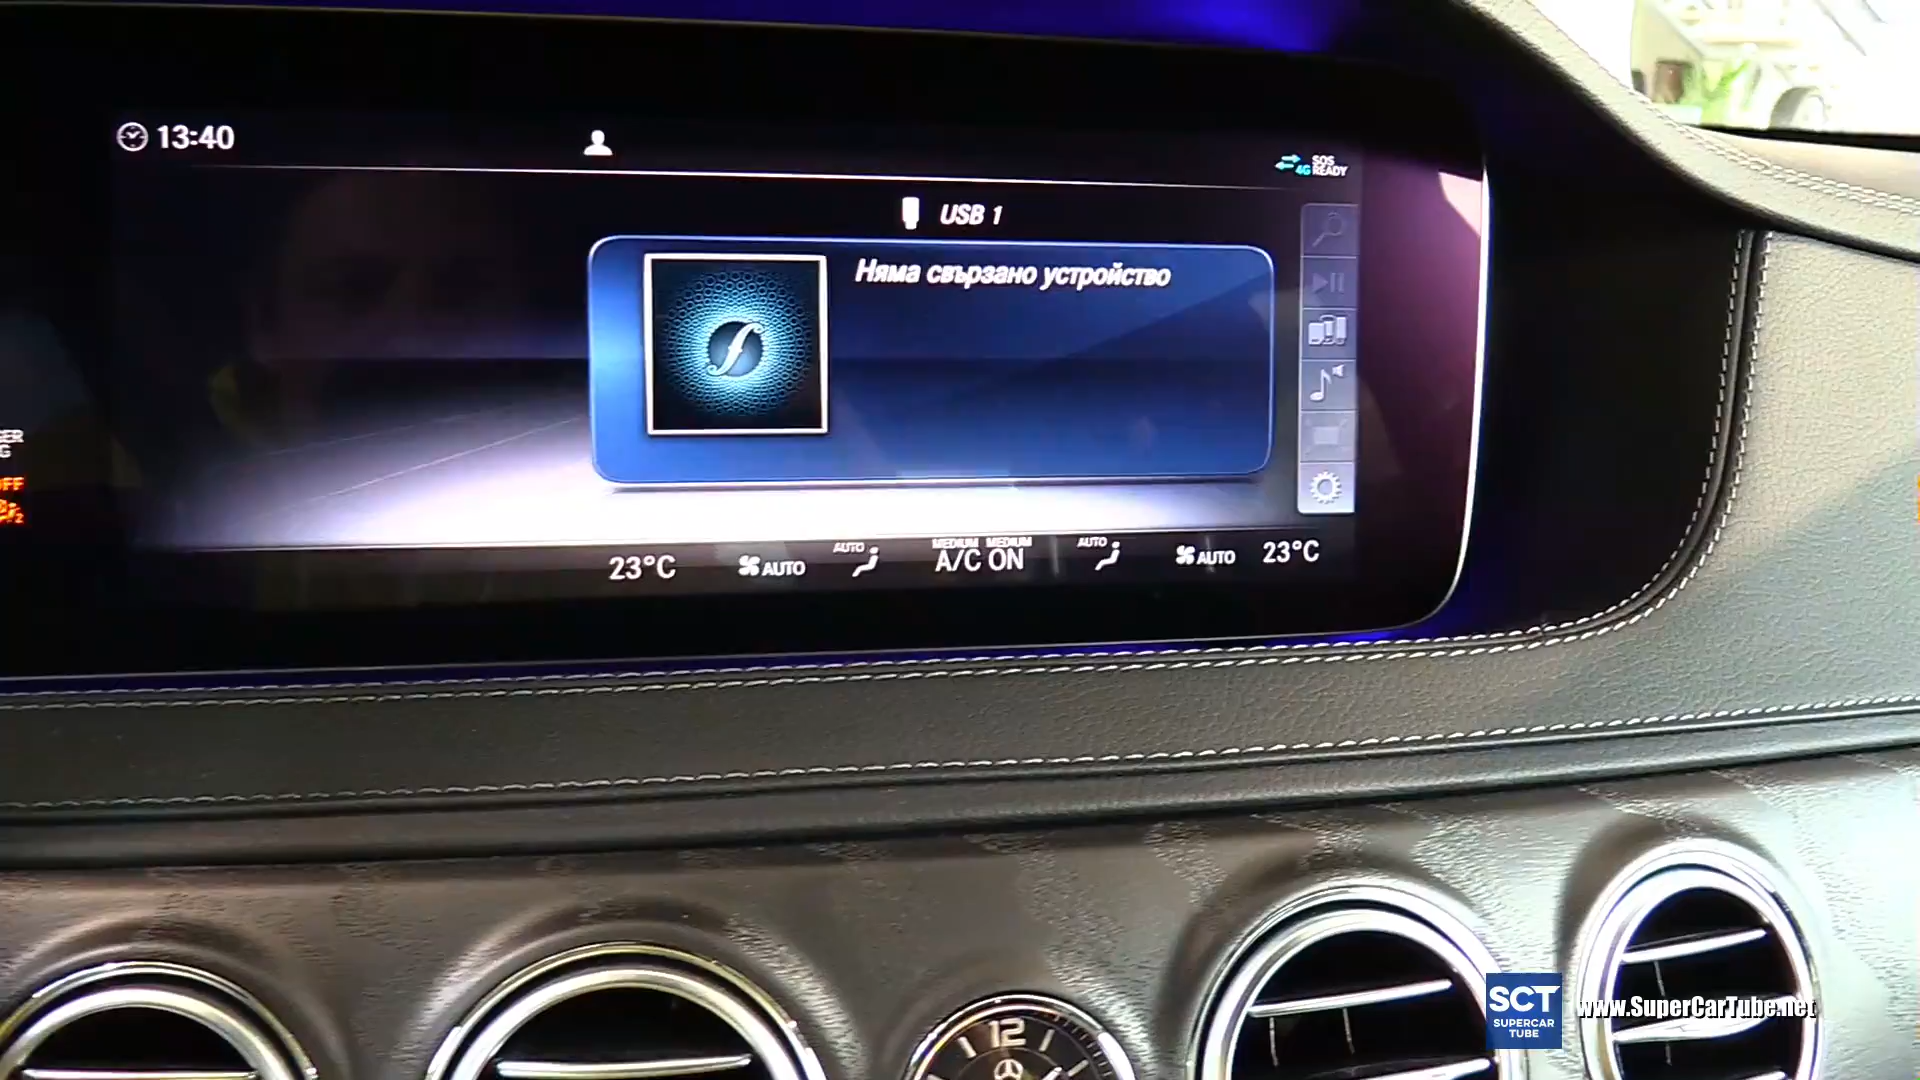 13:40
4G SOS READY
USB 1
Няма свързано устройство
OFF
23°C
AUTO
AUTO
MEDIUM MEDIUM
A/C ON
AUTO
AUTO
23°C
12
SCT
SUPERCAR
TUBE
www.SuperCarTube.net